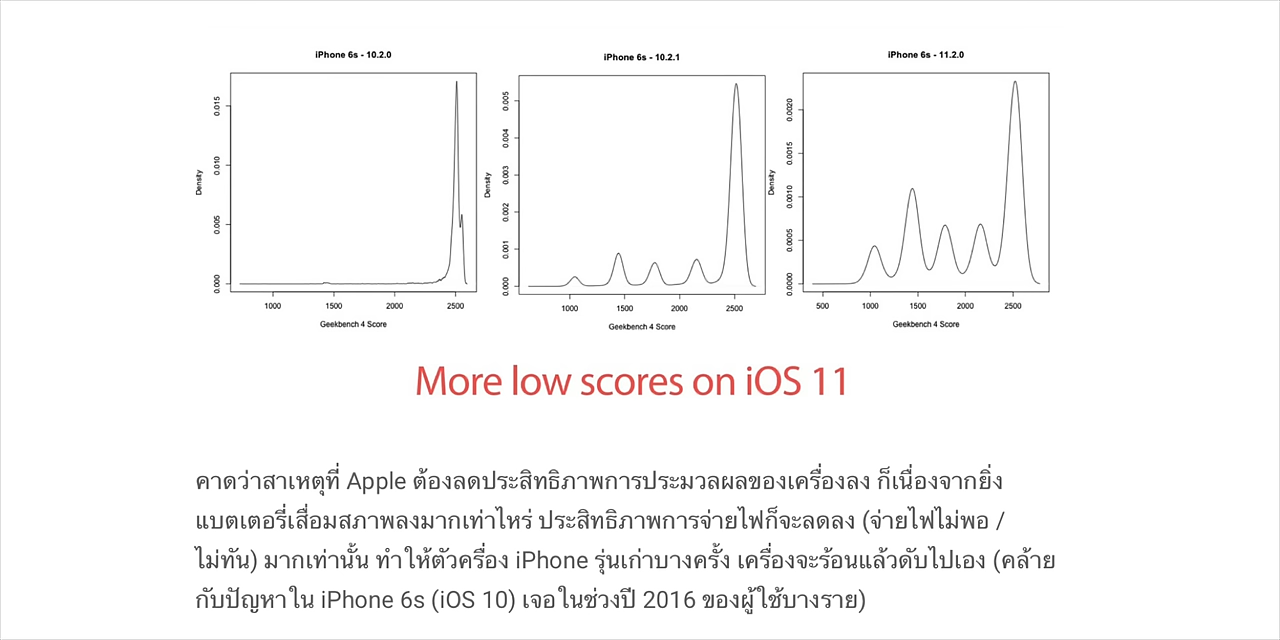 iPhone 6s - 10.2.0
0.015
0.010
0.005
0.000
Density
1000 1500 2000 2500
Geekbench 4 Score
iPhone 6s - 10.2.1
0.005
0.004
0.003
0.002
0.001
0.000
Density
1000 1500 2000 2500
Geekbench 4 Score
iPhone 6s - 11.2.0
0.0020
0.0015
0.0010
0.0005
0.0000
Density
500 1000 1500 2000 2500
Geekbench 4 Score
More low scores on iOS 11
คาดว่าสาเหตุที่ Apple ต้องลดประสิทธิภาพการประมวลผลของเครื่องลง ก็เนื่องจากยิ่ง
แบตเตอรี่เสื่อมสภาพลงมากเท่าไหร่ ประสิทธิภาพการจ่ายไฟก็จะลดลง (จ่ายไฟไม่พอ /
ไม่ทัน) มากเท่านั้น ทำให้ตัวครื่อง iPhone รุ่นเก่าบางครั้ง เครื่องจะร้อนแล้วดับไปเอง (คล้าย
กับปัญหาใน iPhone 6s (iOS 10) เจอในช่วงปี 2016 ของผู้ใช้บางราย)